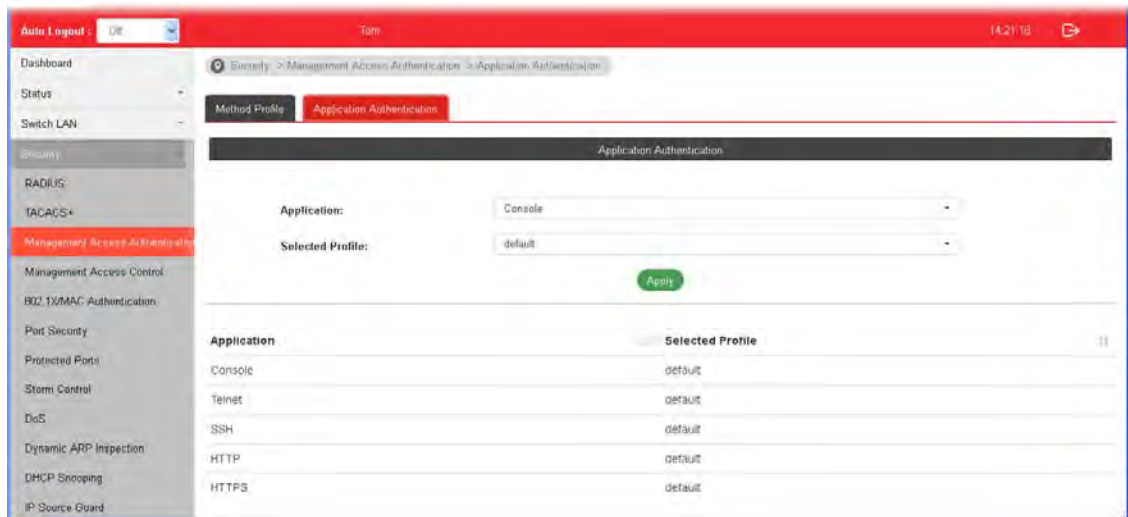 Auto Logout : Off
Tom
14:21:18
Dashboard
Status
Switch LAN
Security
RADIUS
TACACS+
Management Access Authentication
Management Access Control
802.1X/MAC Authentication
Port Security
Protected Ports
Storm Control
DoS
Dynamic ARP Inspection
DHCP Snooping
IP Source Guard
Security > Management Access Authentication > Application Authentication
Method Profile
Application Authentication
Application Authentication
Application: Console
Selected Profile: default
Apply
Application Selected Profile
Console default
Telnet default
SSH default
HTTP default
HTTPS default